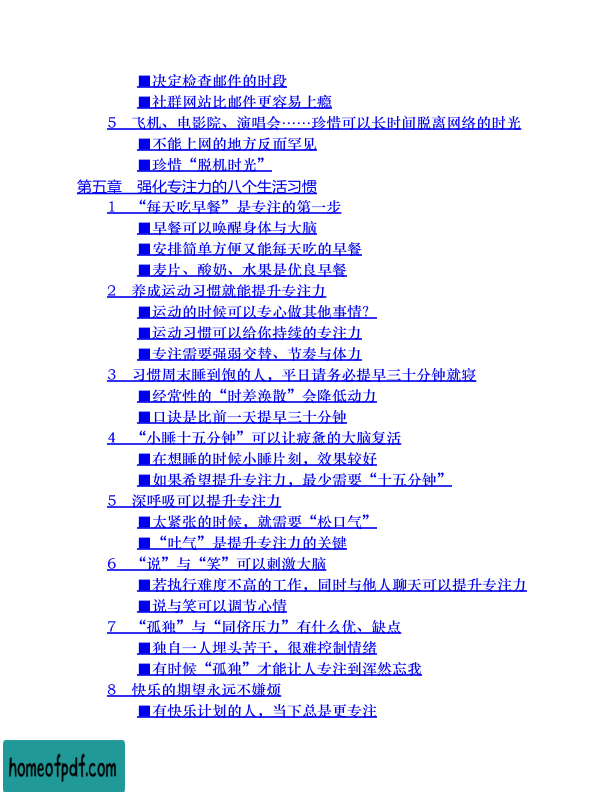 ■决定检查邮件的时段
■社群网站比邮件更容易上瘾
5 飞机、电影院、演唱会……珍惜可以长时间脱离网络的时光
■不能上网的地方反而罕见
■珍惜“脱机时光”
第五章 强化专注力的八个生活习惯
1 “每天吃早餐”是专注的第一步
■早餐可以唤醒身体与大脑
■安排简单方便又能每天吃的早餐
■麦片、酸奶、水果是优良早餐
2 养成运动习惯就能提升专注力
■运动的时候可以专心做其他事情？
■运动习惯可以给你持续的专注力
■专注需要强弱交替、节奏与体力
3 习惯周末睡到饱的人，平日请务必提早三十分钟就寝
■经常性的“时差涣散”会降低动力
■口诀是比前一天提早三十分钟
4 “小睡十五分钟”可以让疲惫的大脑复活
■在想睡的时候小睡片刻，效果较好
■如果希望提升专注力，最少需要“十五分钟”
5 深呼吸可以提升专注力
■太紧张的时候，就需要“松口气”
■“吐气”是提升专注力的关键
6 “说”与“笑”可以刺激大脑
■若执行难度不高的工作，同时与他人聊天可以提升专注力
■说与笑可以调节心情
7 “孤独”与“同侪压力”有什么优、缺点
■独自一人埋头苦干，很难控制情绪
■有时候“孤独”才能让人专注到浑然忘我
8 快乐的期望永远不嫌烦
■有快乐计划的人，当下总是更专注
homeofpdf.com